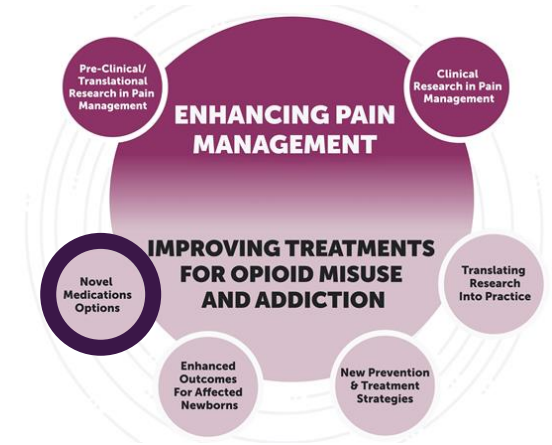 Pre-Clinical/
Translational
Research in Pain
Management
Clinical
Research in Pain
Management
ENHANCING PAIN
MANAGEMENT
IMPROVING TREATMENTS
FOR OPIOID MISUSE
AND ADDICTION
Novel
Medications
Options
Translating
Research
Into Practice
Enhanced
Outcomes
For Affected
Newborns
New Prevention
& Treatment
Strategies